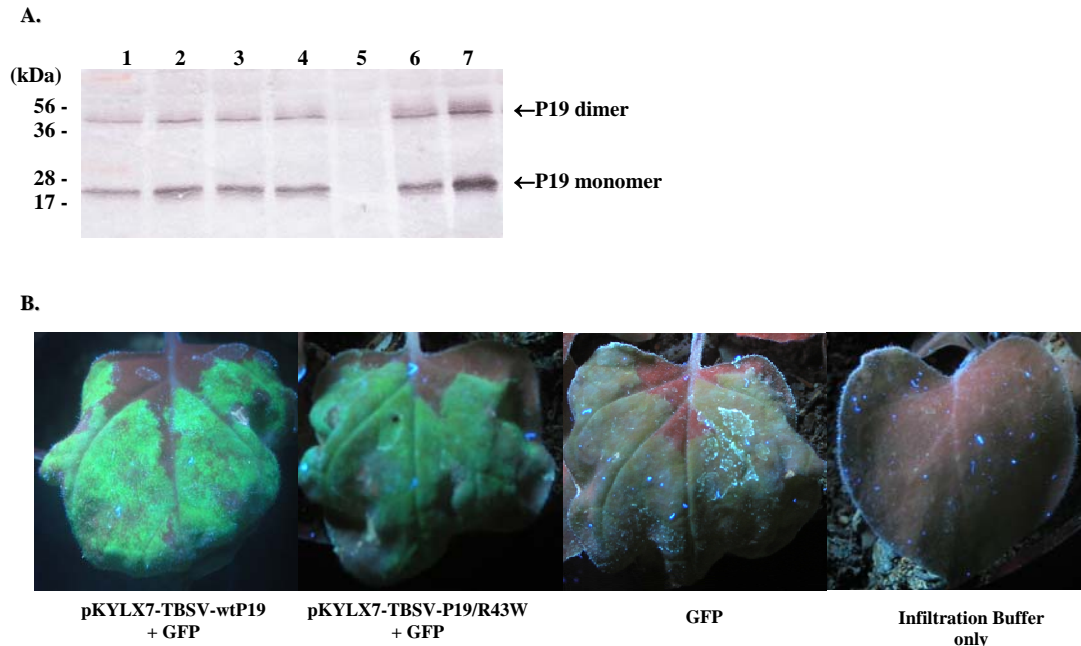 A.
1 2 3 4 5 6 7
(kDa)
56 -
36 -
28 -
17 -
←P19 dimer
←P19 monomer
B.
pKYLX7-TBSV-wtP19
+ GFP
pKYLX7-TBSV-P19/R43W
+ GFP
GFP
Infiltration Buffer
only